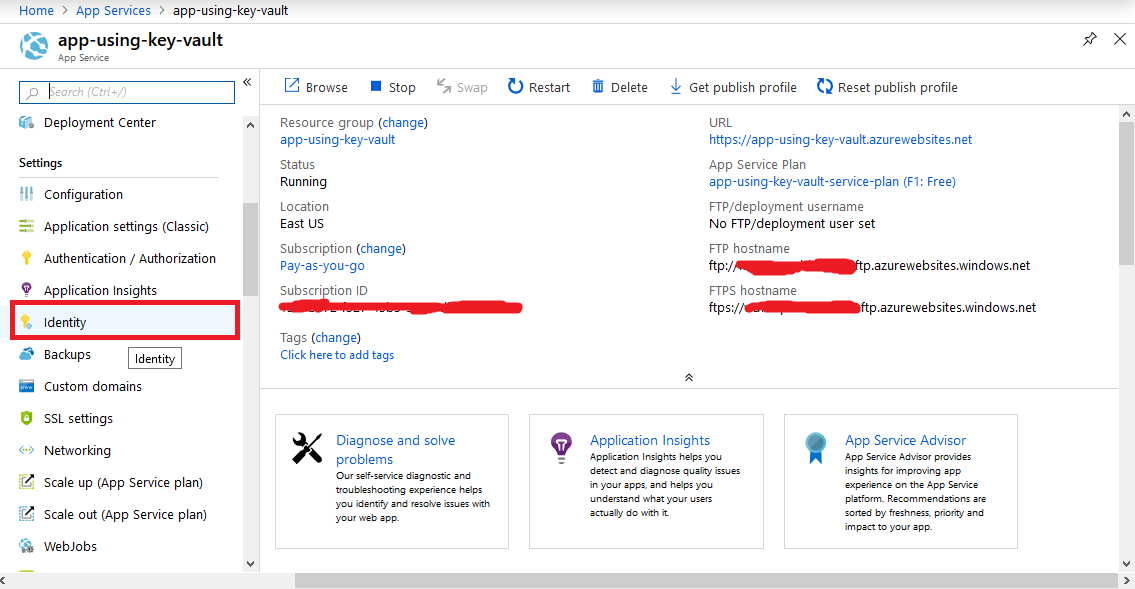 Home > App Services > app-using-key-vault
app-using-key-vault
App Service
Search (Ctrl+/)
Deployment Center
Settings
Configuration
Application settings (Classic)
Authentication / Authorization
Application Insights
Identity
Backups
Identity
Custom domains
SSL settings
Networking
Scale up (App Service plan)
Scale out (App Service plan)
WebJobs
Browse Stop Swap Restart Delete Get publish profile Reset publish profile
Resource group (change)
app-using-key-vault
Status
Running
Location
East US
Subscription (change)
Pay-as-you-go
Subscription ID
Tags (change)
Click here to add tags
URL
https://app-using-key-vault.azurewebsites.net
App Service Plan
app-using-key-vault-service-plan (F1: Free)
FTP/deployment username
No FTP/deployment user set
FTP hostname
ftp:// ftp.azurewebsites.windows.net
FTPS hostname
ftps:// ftp.azurewebsites.windows.net
Diagnose and solve
problems
Our self-service diagnostic and
troubleshooting experience helps
you identify and resolve issues with
your web app.
Application Insights
Application Insights helps you
detect and diagnose quality issues
in your apps, and helps you
understand what your users
actually do with it.
App Service Advisor
App Service Advisor provides
insights for improving app
experience on the App Service
platform. Recommendations are
sorted by freshness, priority and
impact to your app.